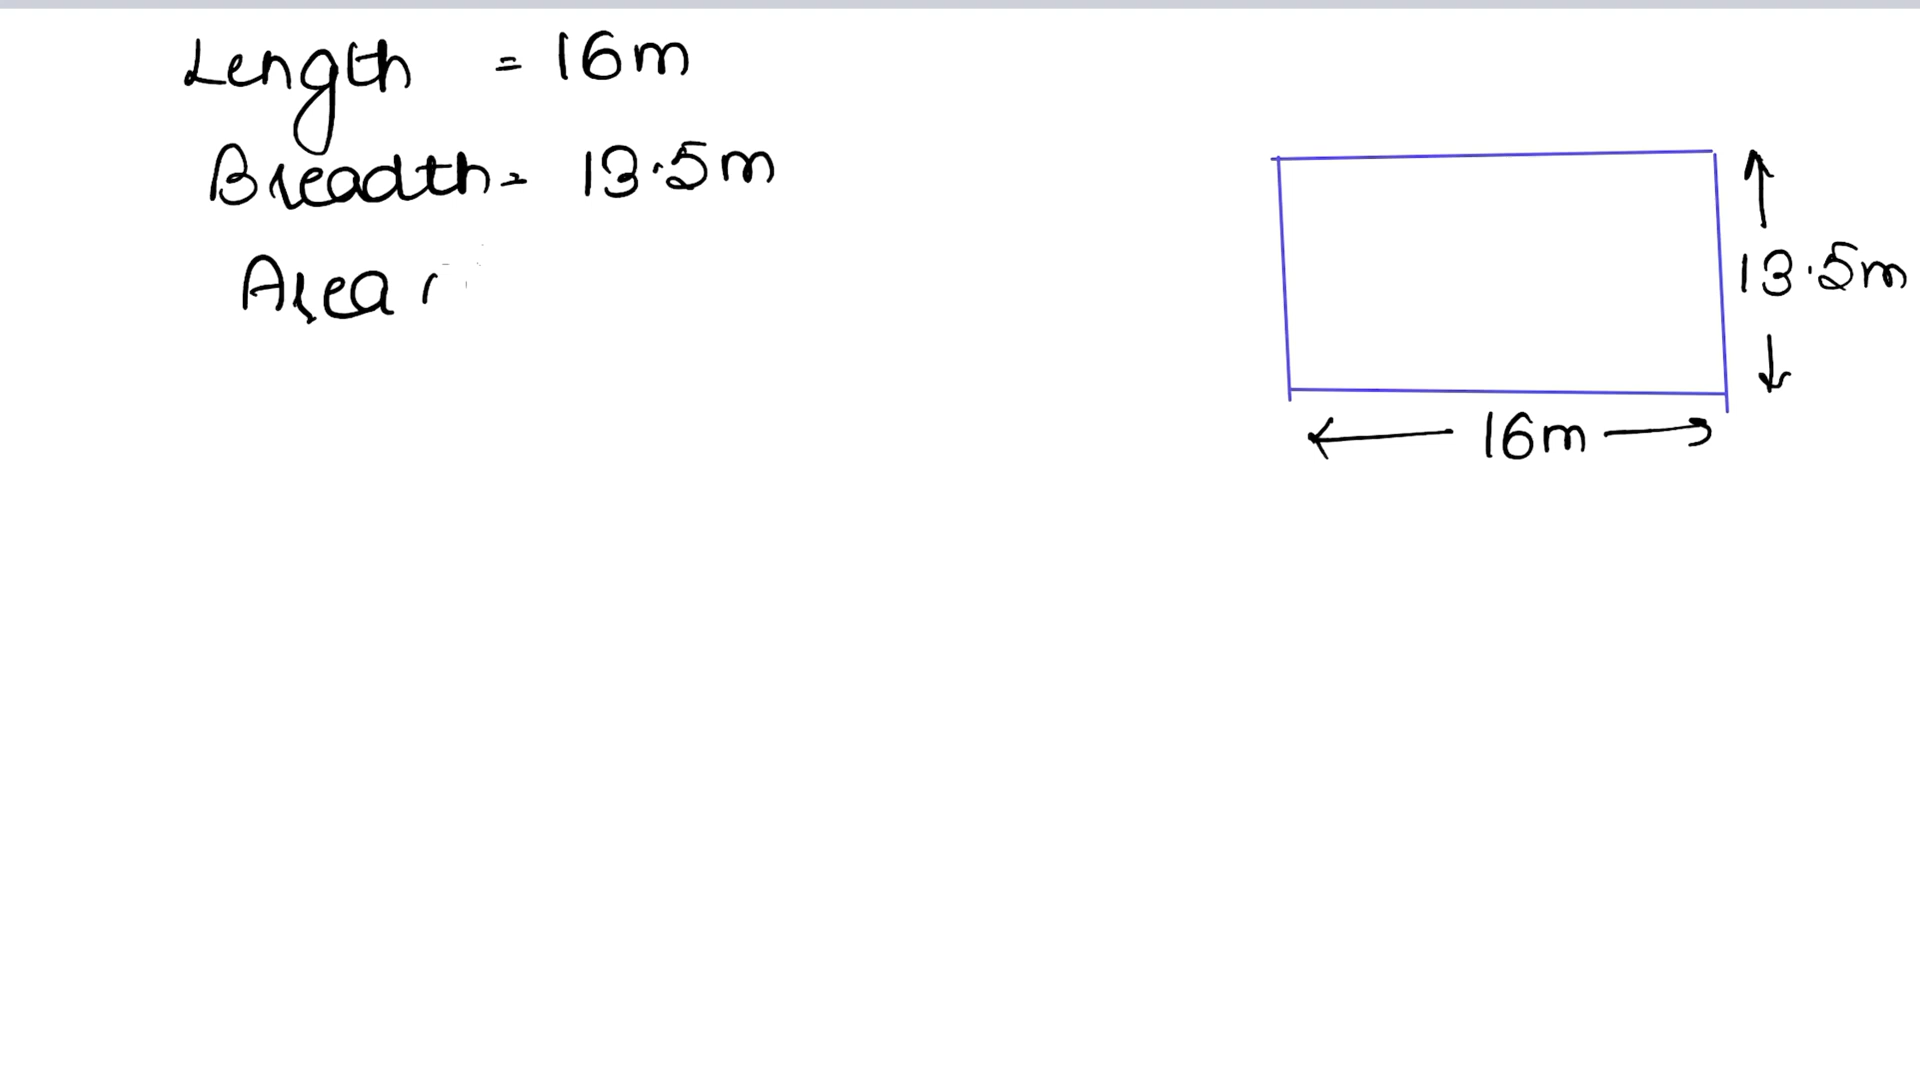 Length = 16m
Breadth = 13.5m
Area
13.5m
16m